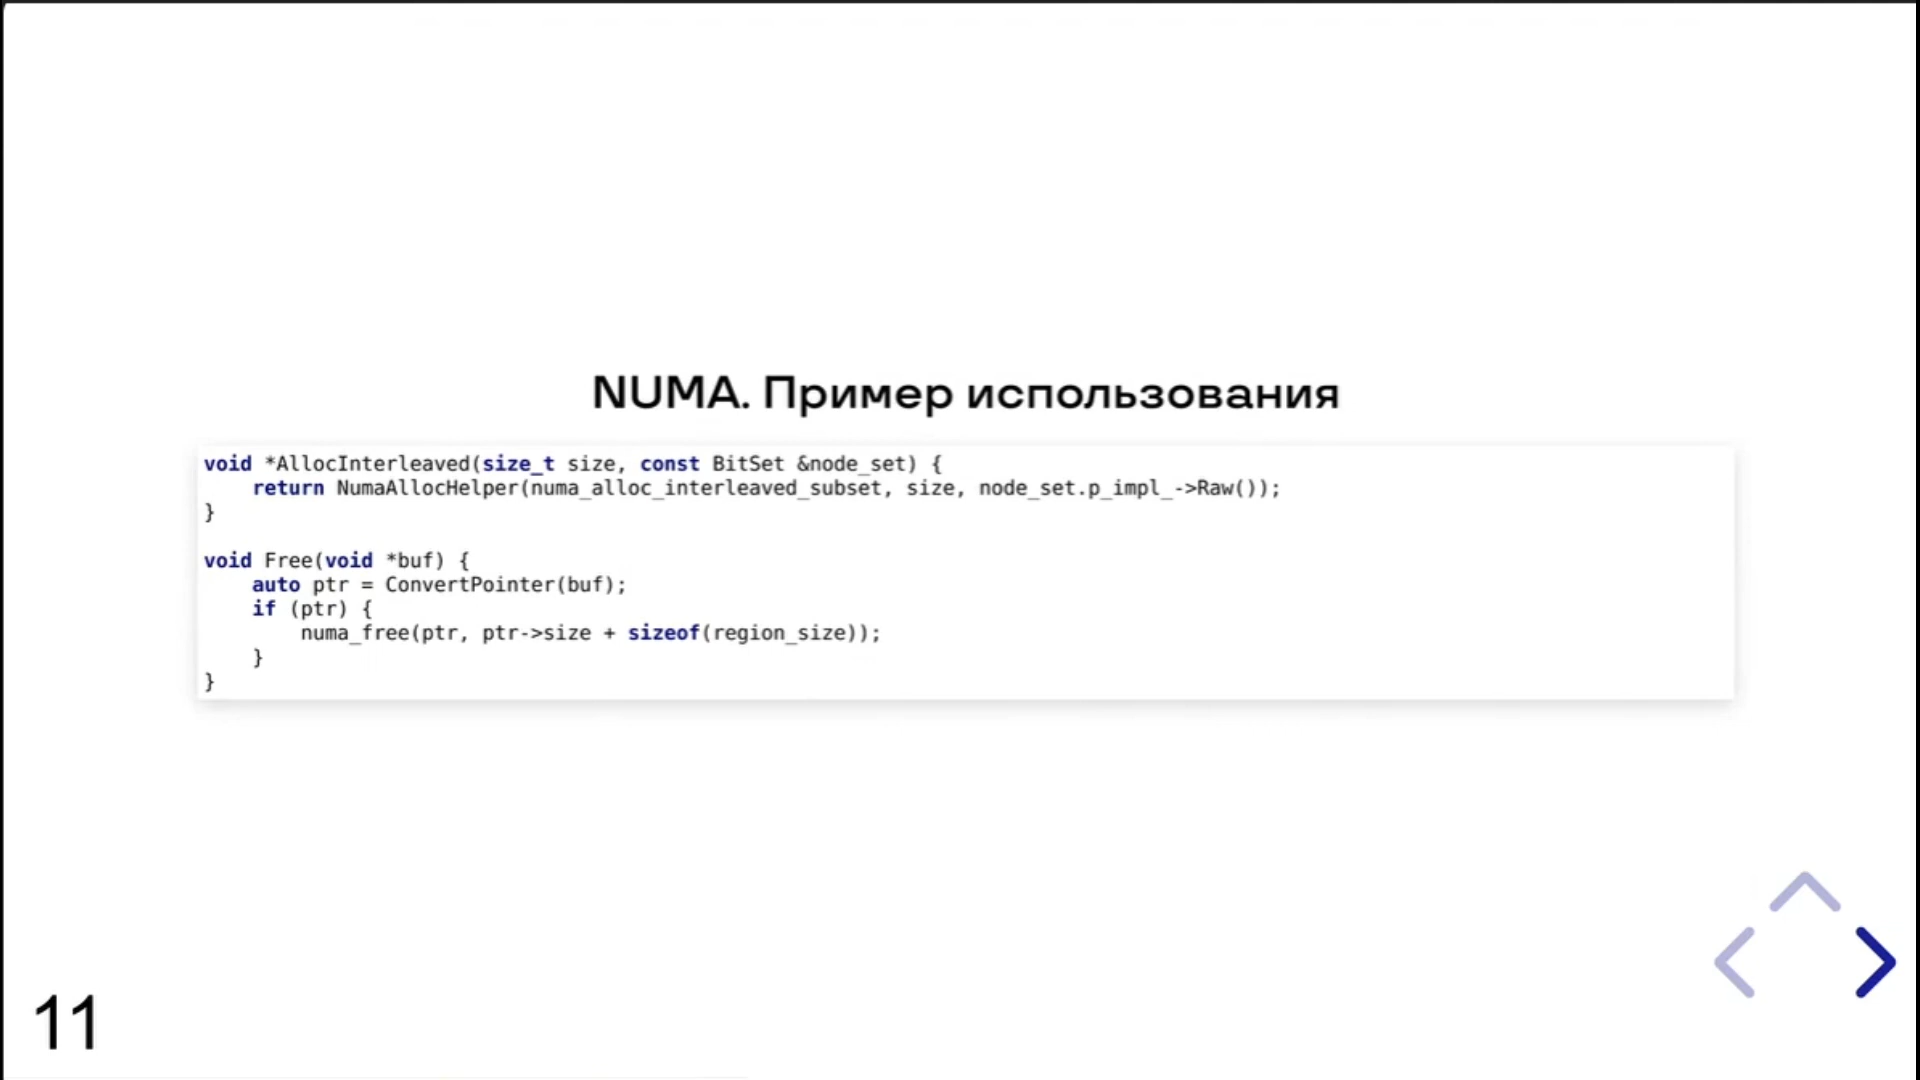 NUMA. Пример использования
void *AllocInterleaved(size_t size, const BitSet &node_set) {
    return NumaAllocHelper(numa_alloc_interleaved_subset, size, node_set.p_impl_->Raw());
}
void Free(void *buf) {
    auto ptr = ConvertPointer(buf);
    if (ptr) {
        numa_free(ptr, ptr->size + sizeof(region_size));
    }
}
11